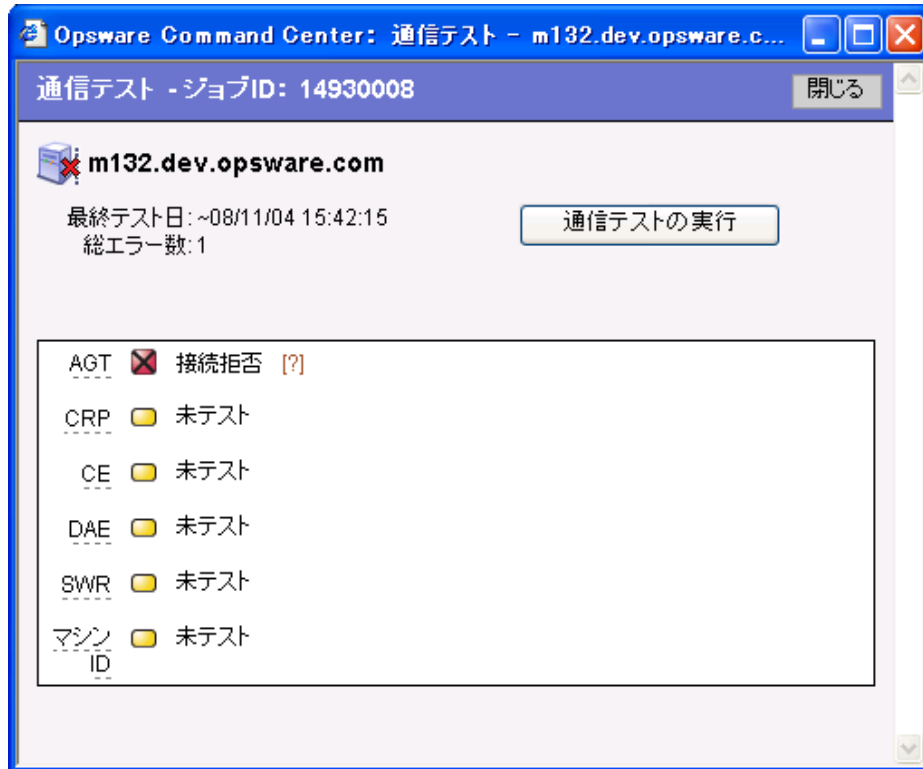 Opsware Command Center: 通信テスト - m132.dev.opsware.c...
通信テスト - ジョブID: 14930008
閉じる
m132.dev.opsware.com
最終テスト日: ~08/11/04 15:42:15
通信テストの実行
総エラー数: 1
AGT 接続拒否 [?]
CRP 未テスト
CE 未テスト
DAE 未テスト
SWR 未テスト
マシン 未テスト
ID